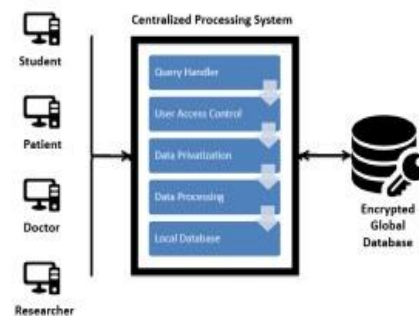 Centralized Processing System
Student
Patient
Doctor
Researcher
Query Handler
User Access Control
Data Privatization
Data Processing
Local Database
Encrypted
Global
Database